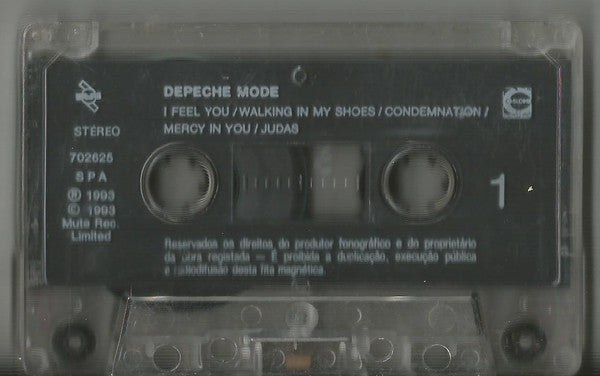 DEPECHE MODE
I FEEL YOU / WALKING IN MY SHOES / CONDEMNATION /
MERCY IN YOU / JUDAS
STÉREO
702625
SPA
℗ 1993
© 1993
Mute Rec.
Limited
1
Reservados os direitos do produtor fonográfico e do proprietário
da obra registada — É proibida a duplicação, execução pública
e radiodifusão desta fita magnética.